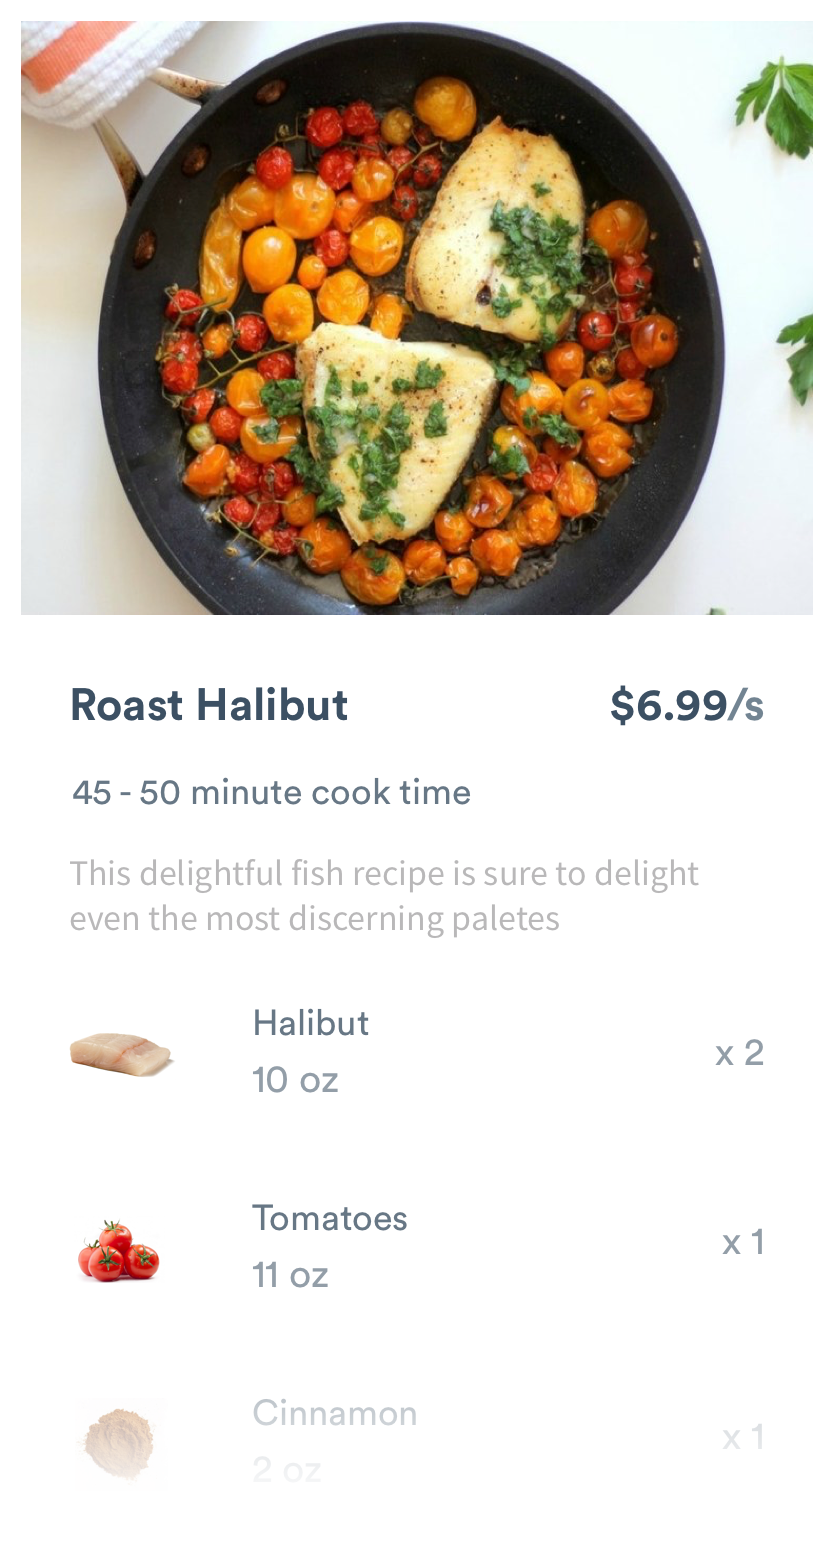 Roast Halibut $6.99/s
45 - 50 minute cook time
This delightful fish recipe is sure to delight
even the most discerning paletes
Halibut
10 oz
x 2
Tomatoes
11 oz
x 1
Cinnamon
2 oz
x 1